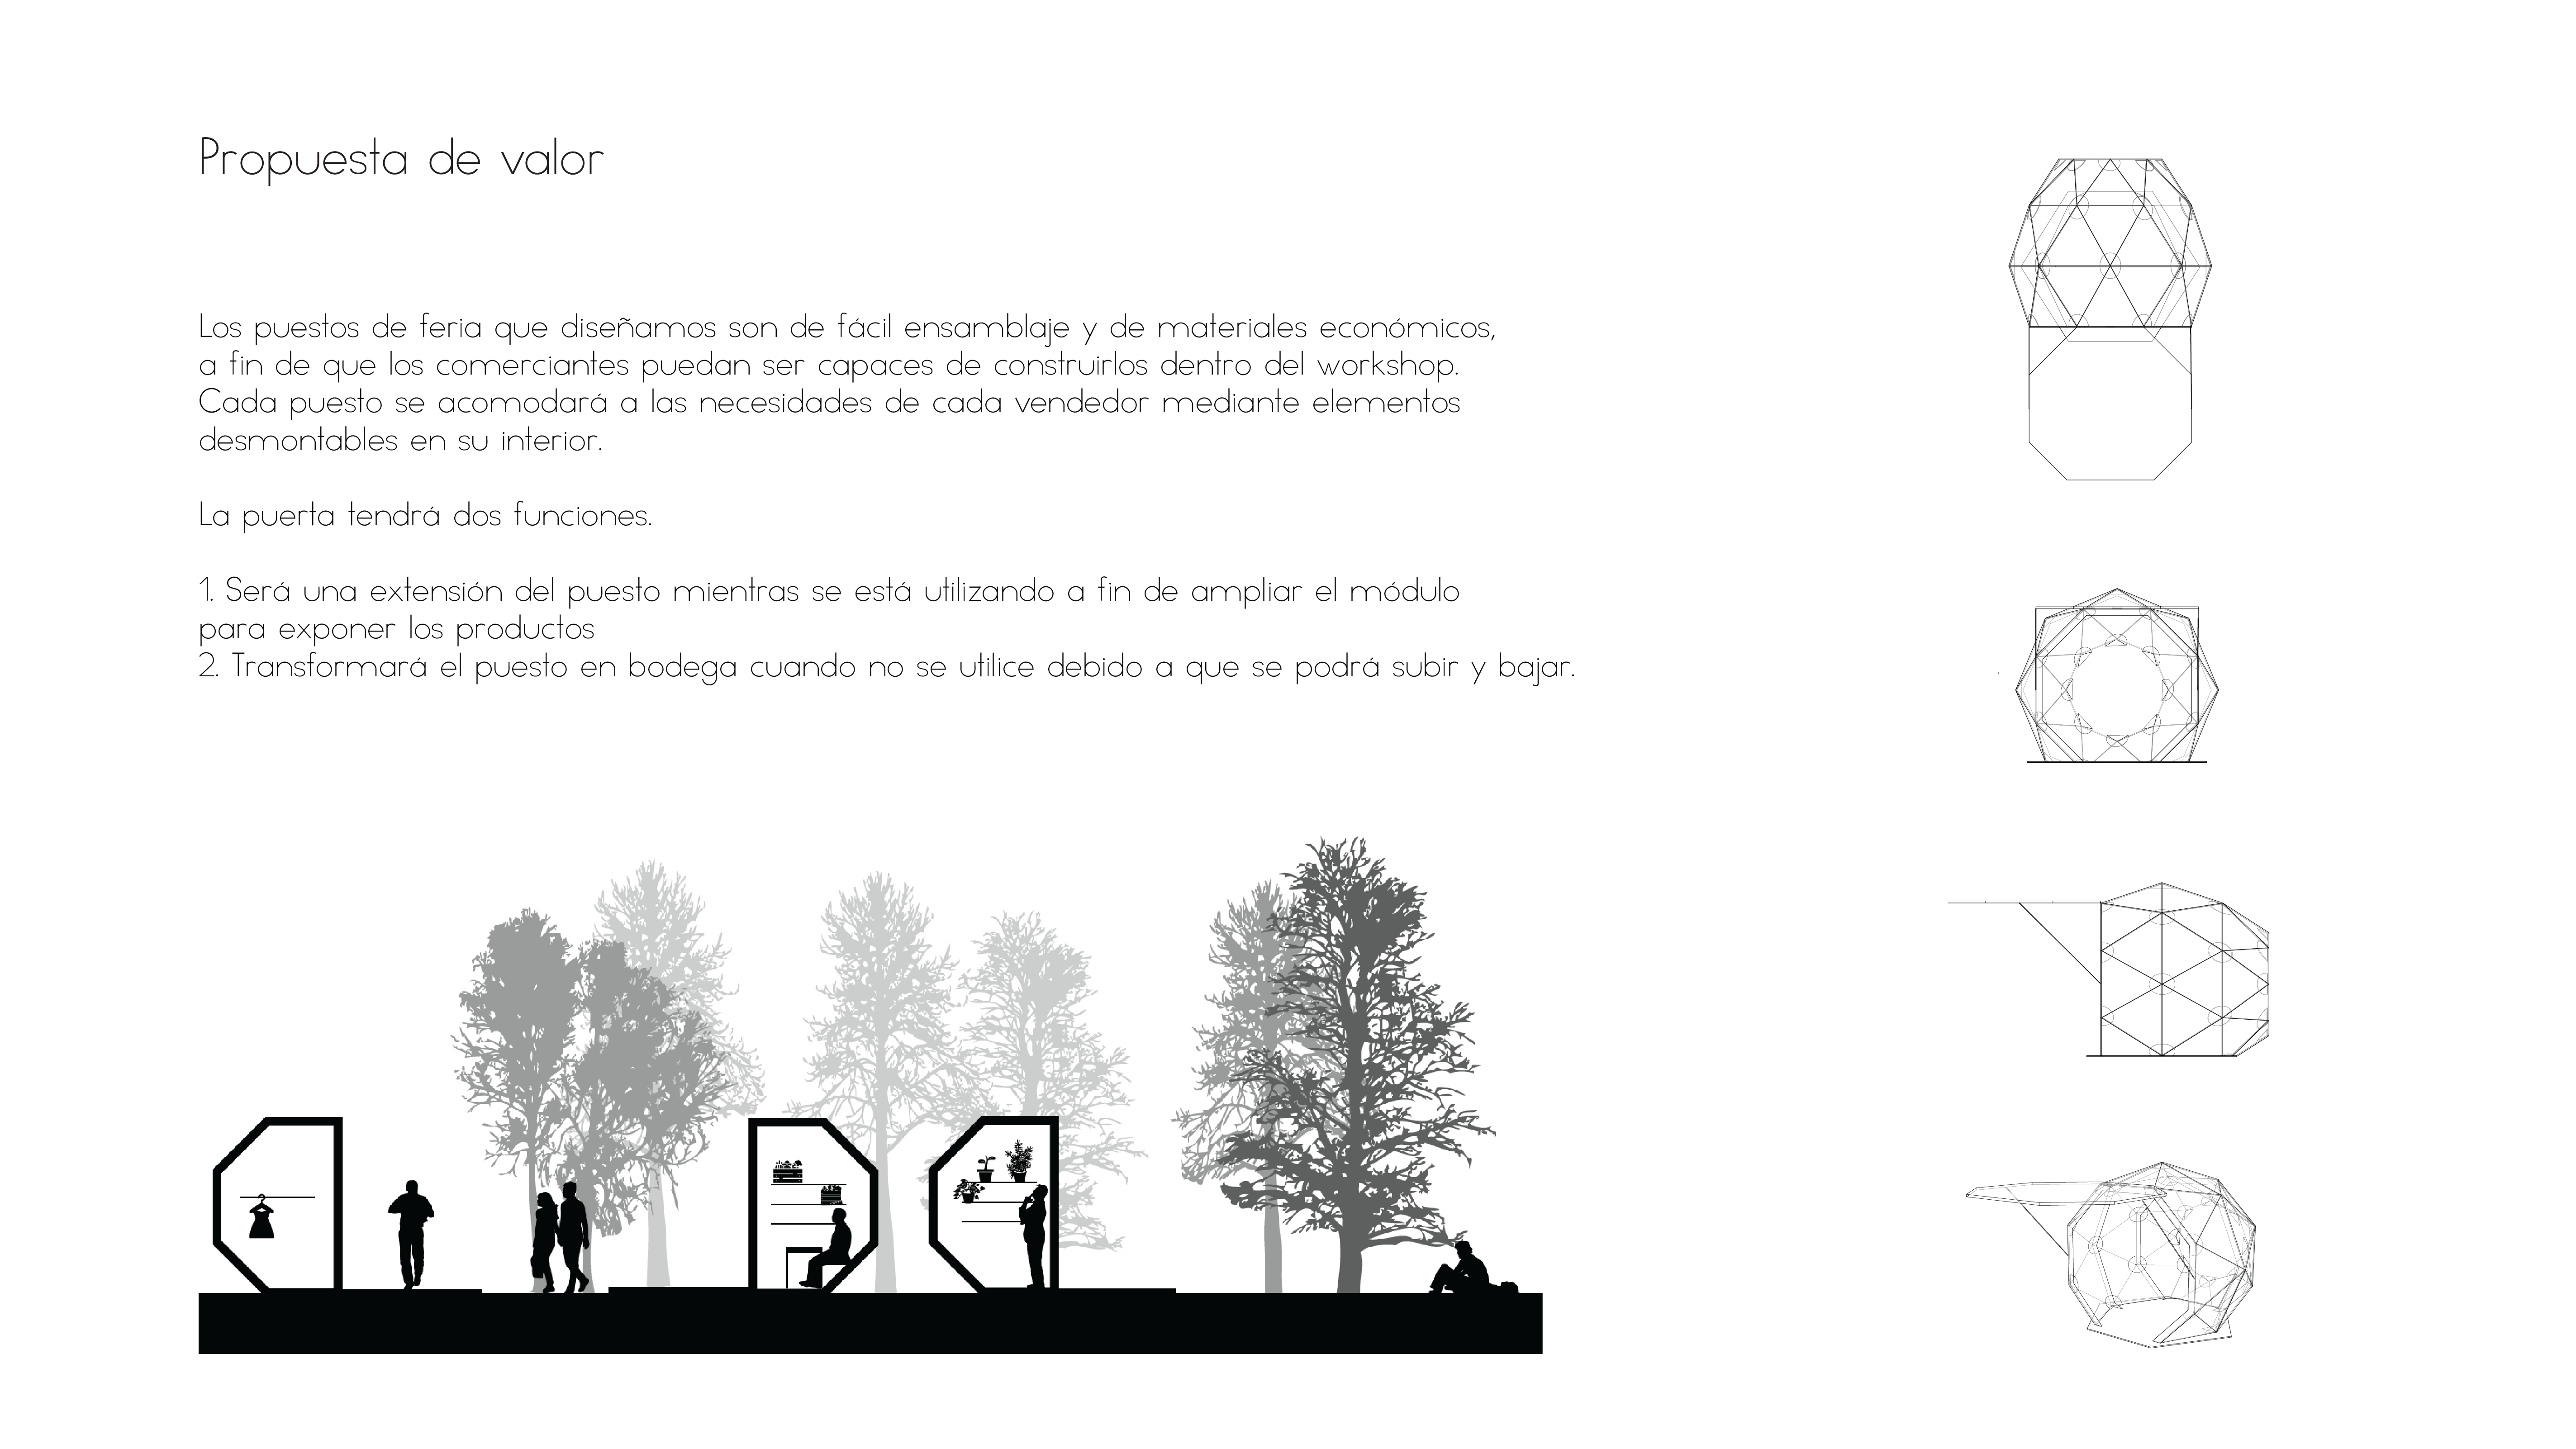 Propuesta de valor
Los puestos de feria que diseñamos son de fácil ensamblaje y de materiales económicos,
a fin de que los comerciantes puedan ser capaces de construirlos dentro del workshop.
Cada puesto se acomodará a las necesidades de cada vendedor mediante elementos
desmontables en su interior.
La puerta tendrá dos funciones.
1. Será una extensión del puesto mientras se está utilizando a fin de ampliar el módulo
para exponer los productos
2. Transformará el puesto en bodega cuando no se utilice debido a que se podrá subir y bajar.